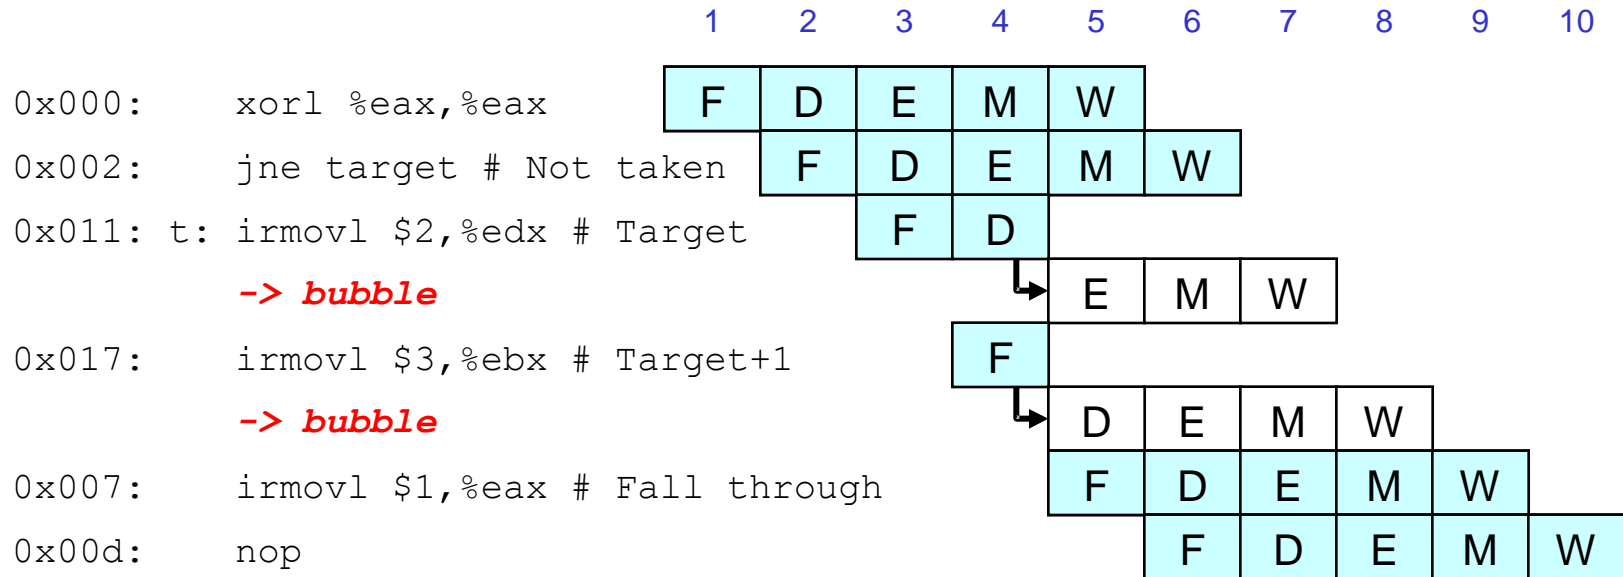 1 2 3 4 5 6 7 8 9 10
0x000: xorl %eax,%eax F D E M W
0x002: jne target # Not taken F D E M W
0x011: t: irmovl $2,%edx # Target F D
-> bubble E M W
0x017: irmovl $3,%ebx # Target+1 F
-> bubble D E M W
0x007: irmovl $1,%eax # Fall through F D E M W
0x00d: nop F D E M W